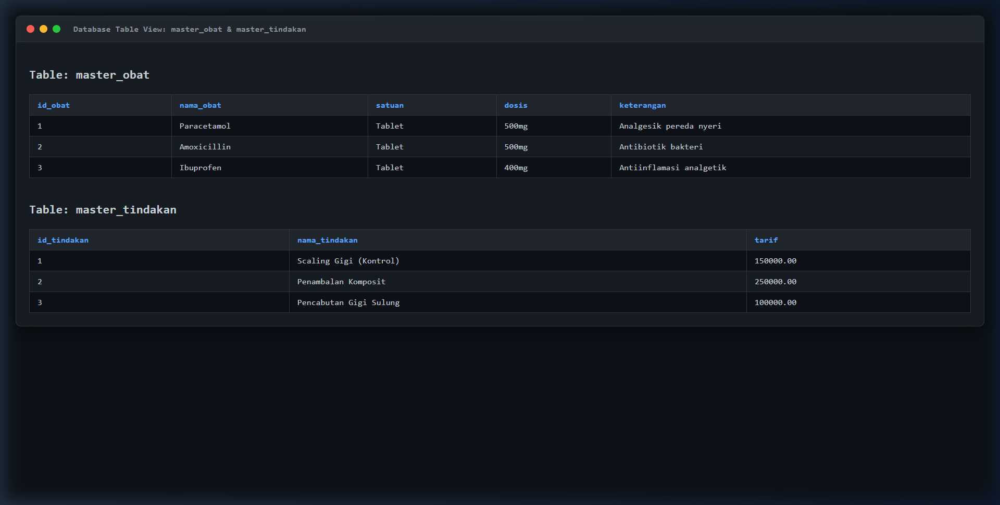 Database Table View: master_obat & master_tindakan
Table: master_obat
id_obat nama_obat satuan dosis keterangan
1 Paracetamol Tablet 500mg Analgesik pereda nyeri
2 Amoxicillin Tablet 500mg Antibiotik bakteri
3 Ibuprofen Tablet 400mg Antiinflamasi analgetik
Table: master_tindakan
id_tindakan nama_tindakan tarif
1 Scaling Gigi (Kontrol) 150000.00
2 Penambalan Komposit 250000.00
3 Pencabutan Gigi Sulung 100000.00